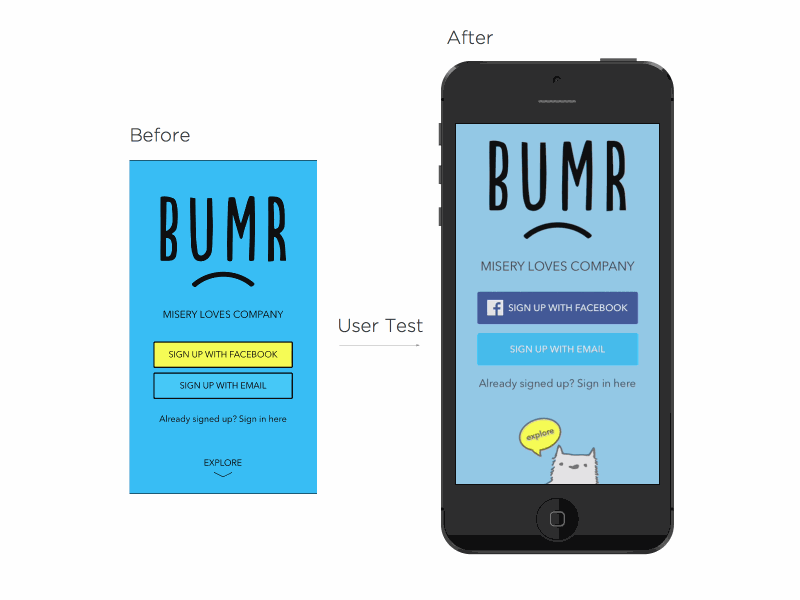 Before
BUMR
MISERY LOVES COMPANY
SIGN UP WITH FACEBOOK
SIGN UP WITH EMAIL
Already signed up? Sign in here
EXPLORE
User Test
After
BUMR
MISERY LOVES COMPANY
f SIGN UP WITH FACEBOOK
SIGN UP WITH EMAIL
Already signed up? Sign in here
explore